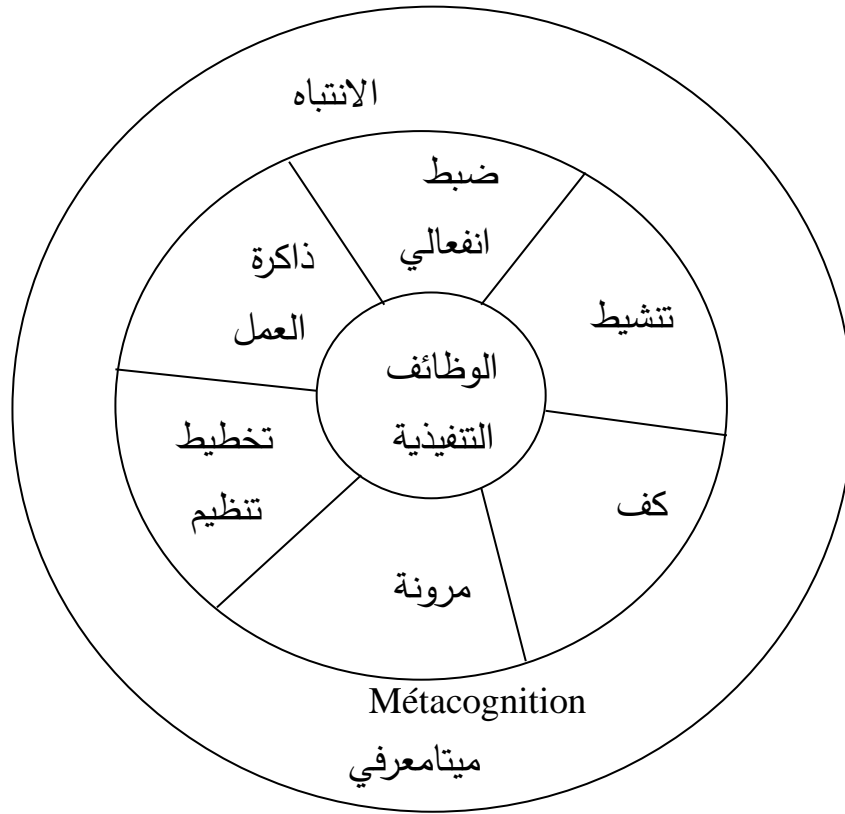 الانتباه
ضبط
انفعالي
ذاكرة
العمل
تنشيط
الوظائف
التنفيذية
تخطيط
تنظيم
كف
مرونة
Métacognition
ميتامعرفي